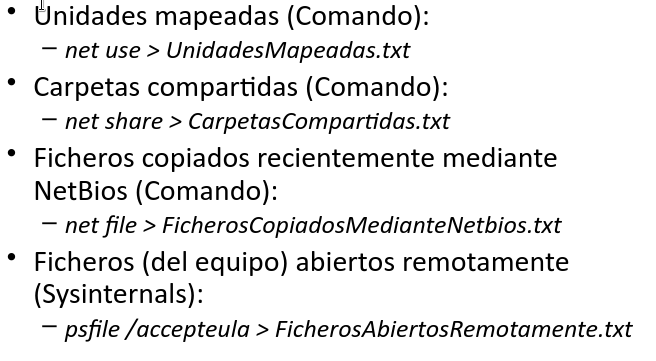 • Unidades mapeadas (Comando):
– net use > UnidadesMapeadas.txt
• Carpetas compartidas (Comando):
– net share > CarpetasCompartidas.txt
• Ficheros copiados recientemente mediante
NetBios (Comando):
– net file > FicherosCopiadosMedianteNetbios.txt
• Ficheros (del equipo) abiertos remotamente
(Sysinternals):
– psfile /accepteula > FicherosAbiertosRemotamente.txt